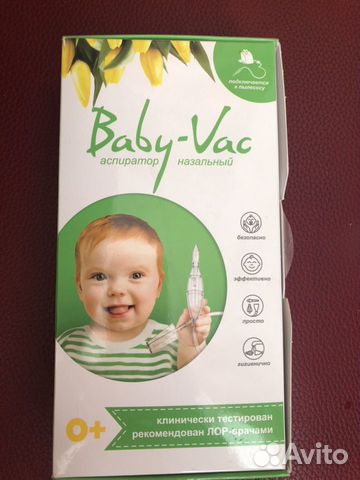 подключается
к пылесосу
Baby-Vac
аспиратор назальный
безопасно
эффективно
просто
гигиенично
0+
клинически тестирован
рекомендован ЛОР-врачами
Avito